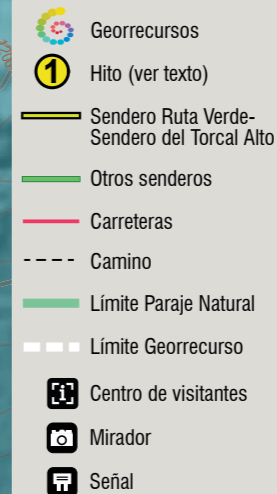 Georrecursos
1 Hito (ver texto)
Sendero Ruta Verde-
Sendero del Torcal Alto
Otros senderos
Carreteras
Camino
Límite Paraje Natural
Límite Georrecurso
i Centro de visitantes
Mirador
Señal